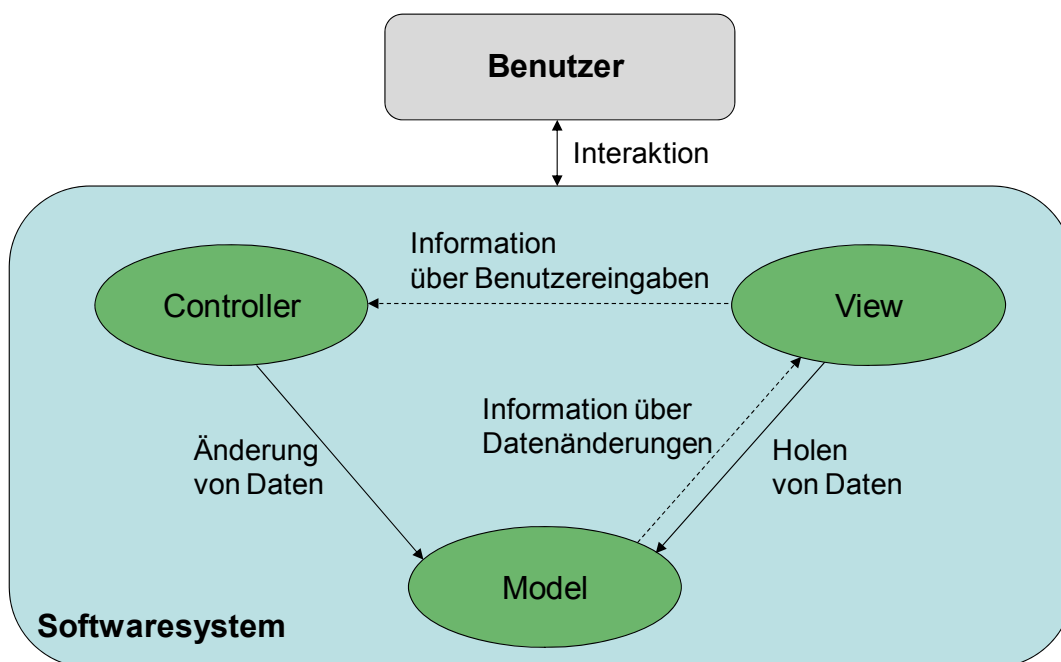 Benutzer
Interaktion
Information
über Benutzereingaben
Controller
View
Information über
Datenänderungen
Änderung
von Daten
Holen
von Daten
Model
Softwaresystem